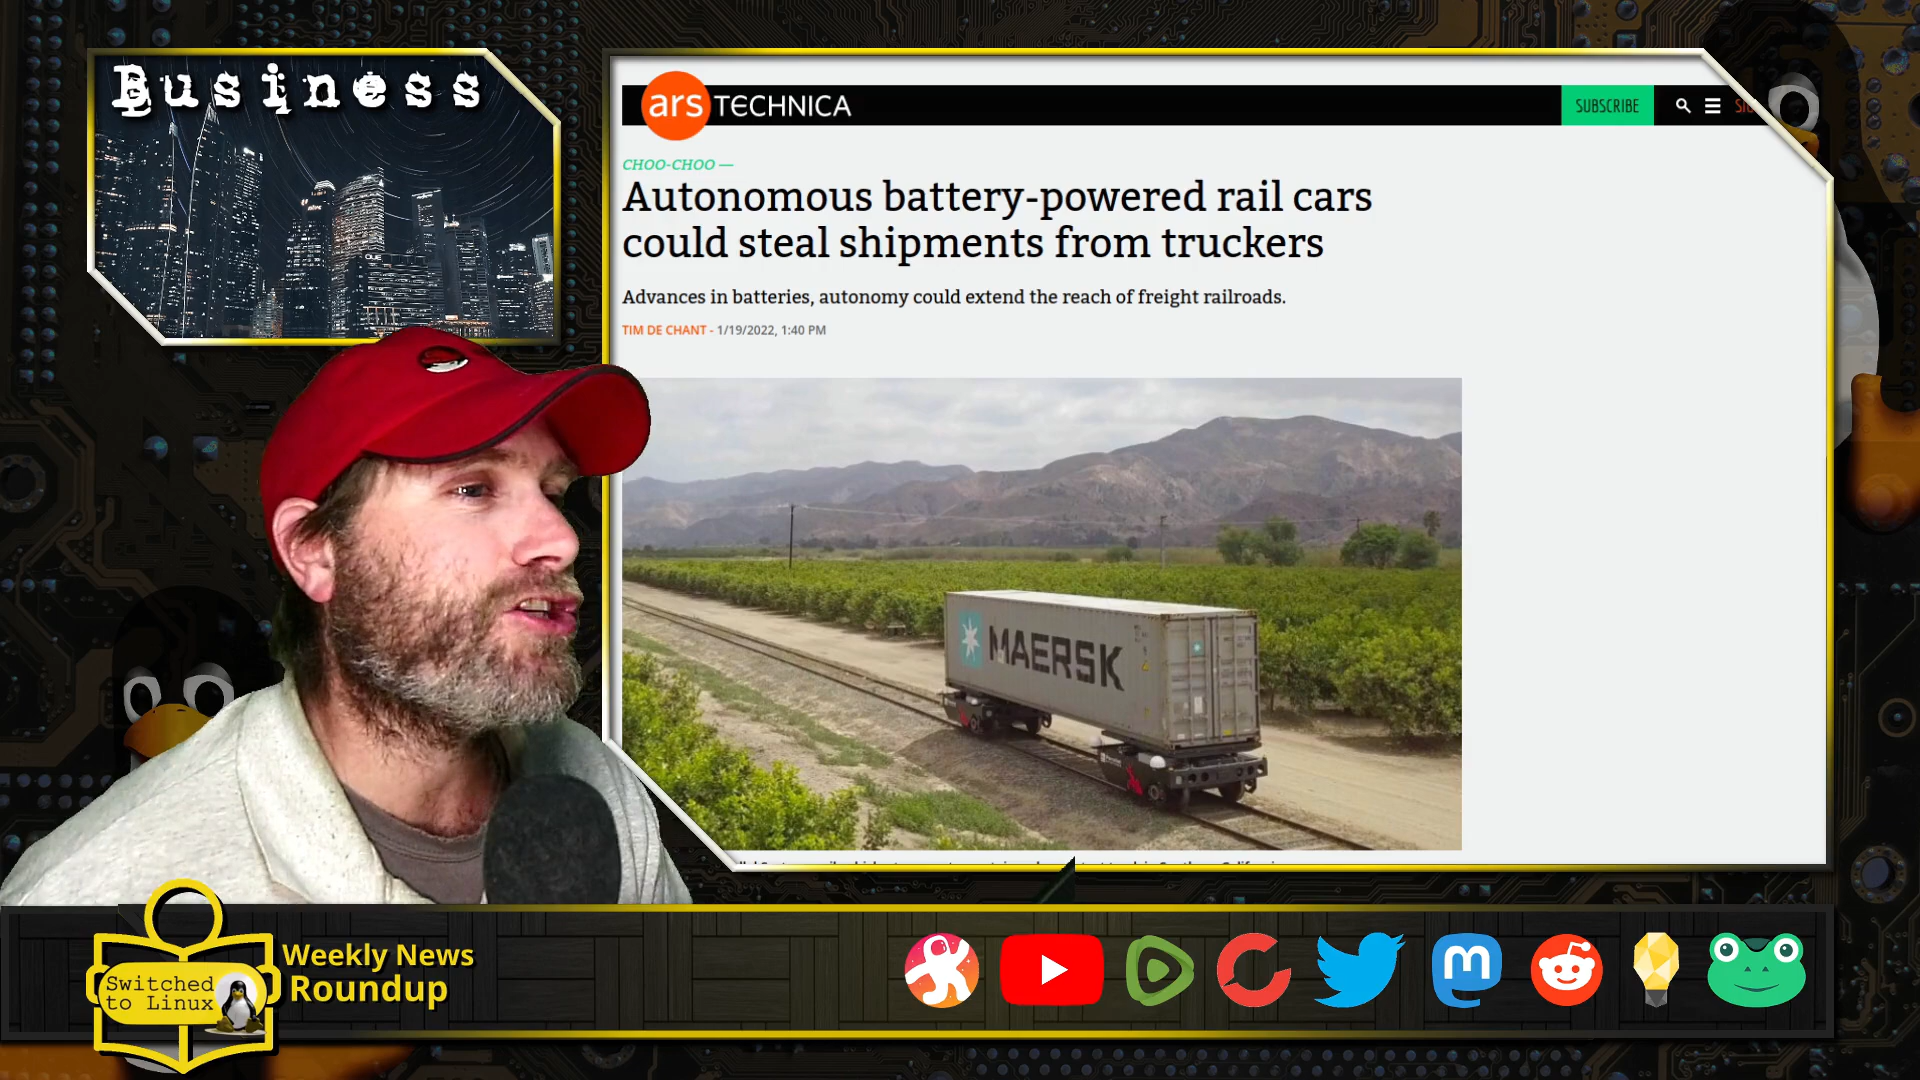 Business
ars TECHNICA
SUBSCRIBE
CHOO-CHOO —
Autonomous battery-powered rail cars
could steal shipments from truckers
Advances in batteries, autonomy could extend the reach of freight railroads.
TIM DE CHANT - 1/19/2022, 1:40 PM
MAERSK
Switched
to Linux
Weekly News
Roundup